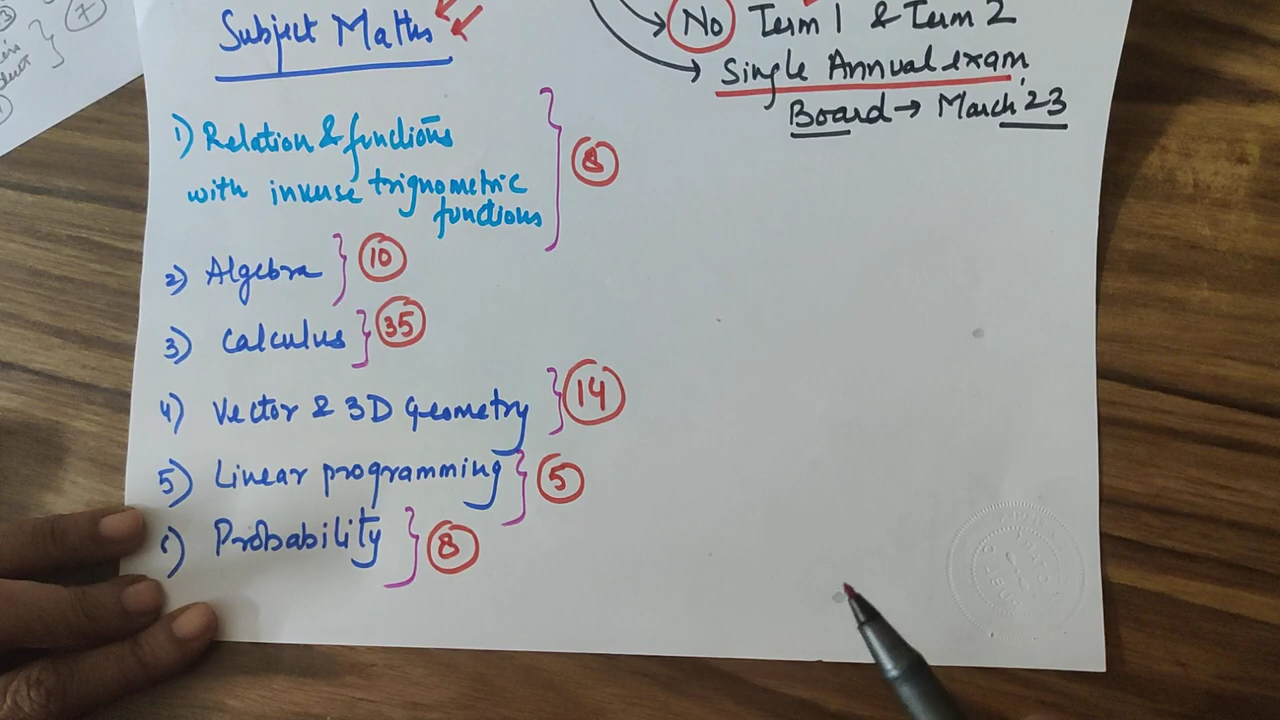 Subject Maths
No Term 1 & Term 2
Single Annual exam
Board → March'23
1) Relation & functions
with inverse trignometric
functions
8
2) Algebra
10
3) Calculus
35
4) Vector & 3D Geometry
14
5) Linear programming
5
Probability
8
7